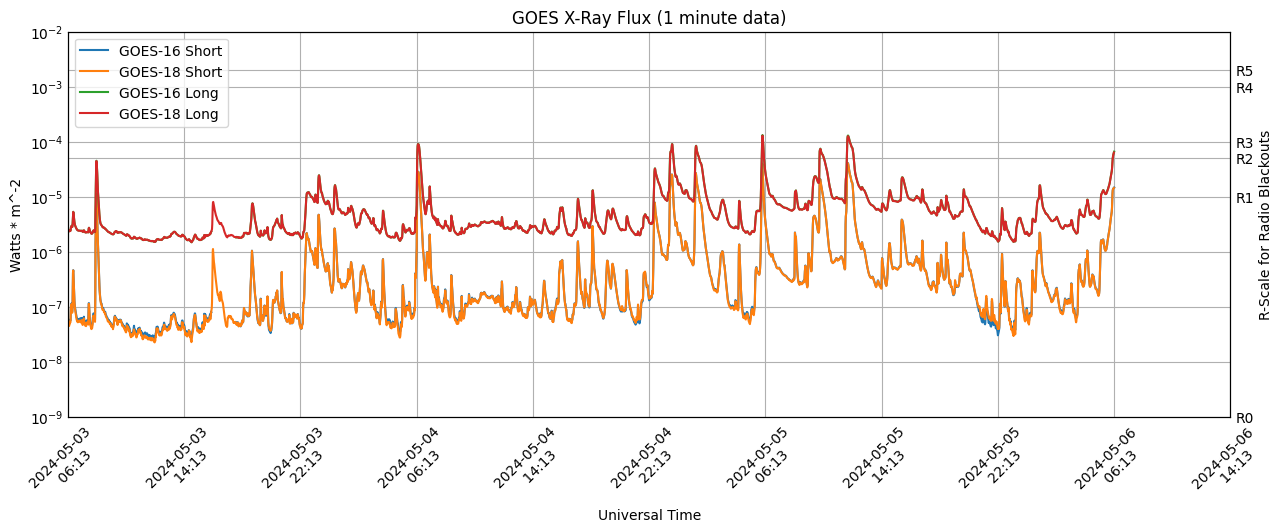 GOES X-Ray Flux (1 minute data)
GOES-16 Short
GOES-18 Short
GOES-16 Long
GOES-18 Long
10^-2
10^-3
10^-4
10^-5
10^-6
10^-7
10^-8
10^-9
Watts * m^-2
R5
R4
R3
R2
R1
R0
R-Scale for Radio Blackouts
2024-05-03
06:13
2024-05-03
14:13
2024-05-03
22:13
2024-05-04
06:13
2024-05-04
14:13
2024-05-04
22:13
2024-05-05
06:13
2024-05-05
14:13
2024-05-05
22:13
2024-05-06
06:13
2024-05-06
14:13
Universal Time